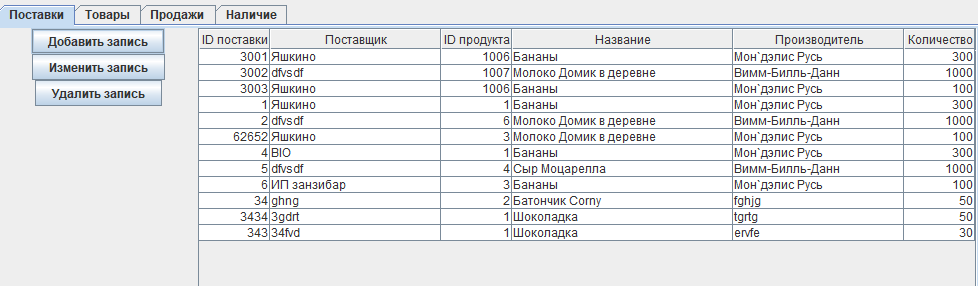 Поставки Товары Продажи Наличие
Добавить запись
Изменить запись
Удалить запись
ID поставки Поставщик ID продукта Название Производитель Количество
3001 Яшкино 1006 Бананы Мон`дэлис Русь 300
3002 dfvsdf 1007 Молоко Домик в деревне Вимм-Билль-Данн 1000
3003 Яшкино 1006 Бананы Мон`дэлис Русь 100
1 Яшкино 1 Бананы Мон`дэлис Русь 300
2 dfvsdf 6 Молоко Домик в деревне Вимм-Билль-Данн 1000
62652 Яшкино 3 Молоко Домик в деревне Мон`дэлис Русь 100
4 BIO 1 Бананы Мон`дэлис Русь 300
5 dfvsdf 4 Сыр Моцарелла Вимм-Билль-Данн 1000
6 ИП занзибар 3 Бананы Мон`дэлис Русь 100
34 ghng 2 Батончик Corny fghjg 50
3434 3gdrt 1 Шоколадка tgrtg 50
343 34fvd 1 Шоколадка ervfe 30